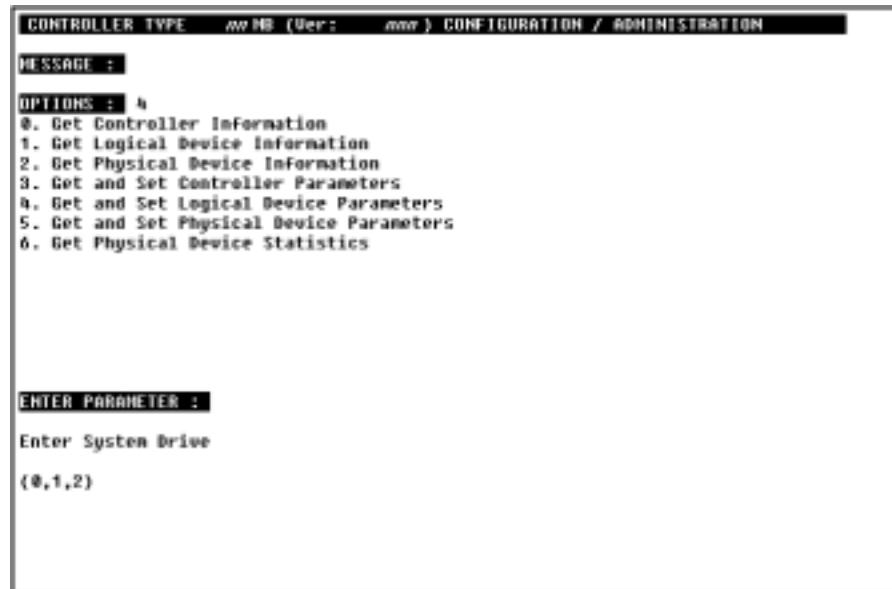 CONTROLLER TYPE nn MB (Ver: nnn ) CONFIGURATION / ADMINISTRATION
MESSAGE :
OPTIONS : 4
0. Get Controller Information
1. Get Logical Device Information
2. Get Physical Device Information
3. Get and Set Controller Parameters
4. Get and Set Logical Device Parameters
5. Get and Set Physical Device Parameters
6. Get Physical Device Statistics
ENTER PARAMETER :
Enter System Drive
(0,1,2)